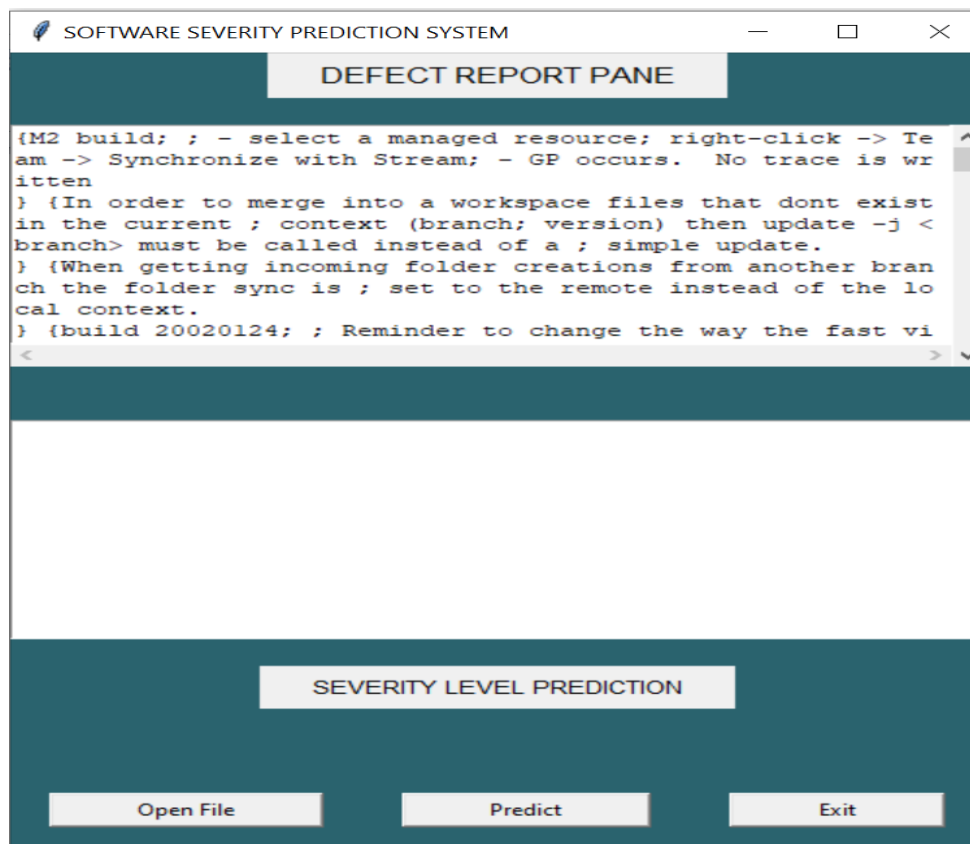 SOFTWARE SEVERITY PREDICTION SYSTEM
DEFECT REPORT PANE
{M2 build; ; - select a managed resource; right-click -> Te
am -> Synchronize with Stream; - GP occurs.  No trace is wr
itten
} {In order to merge into a workspace files that dont exist
in the current ; context (branch; version) then update -j <
branch> must be called instead of a ; simple update.
} {When getting incoming folder creations from another bran
ch the folder sync is ; set to the remote instead of the lo
cal context.
} {build 20020124; ; Reminder to change the way the fast vi
SEVERITY LEVEL PREDICTION
Open File
Predict
Exit